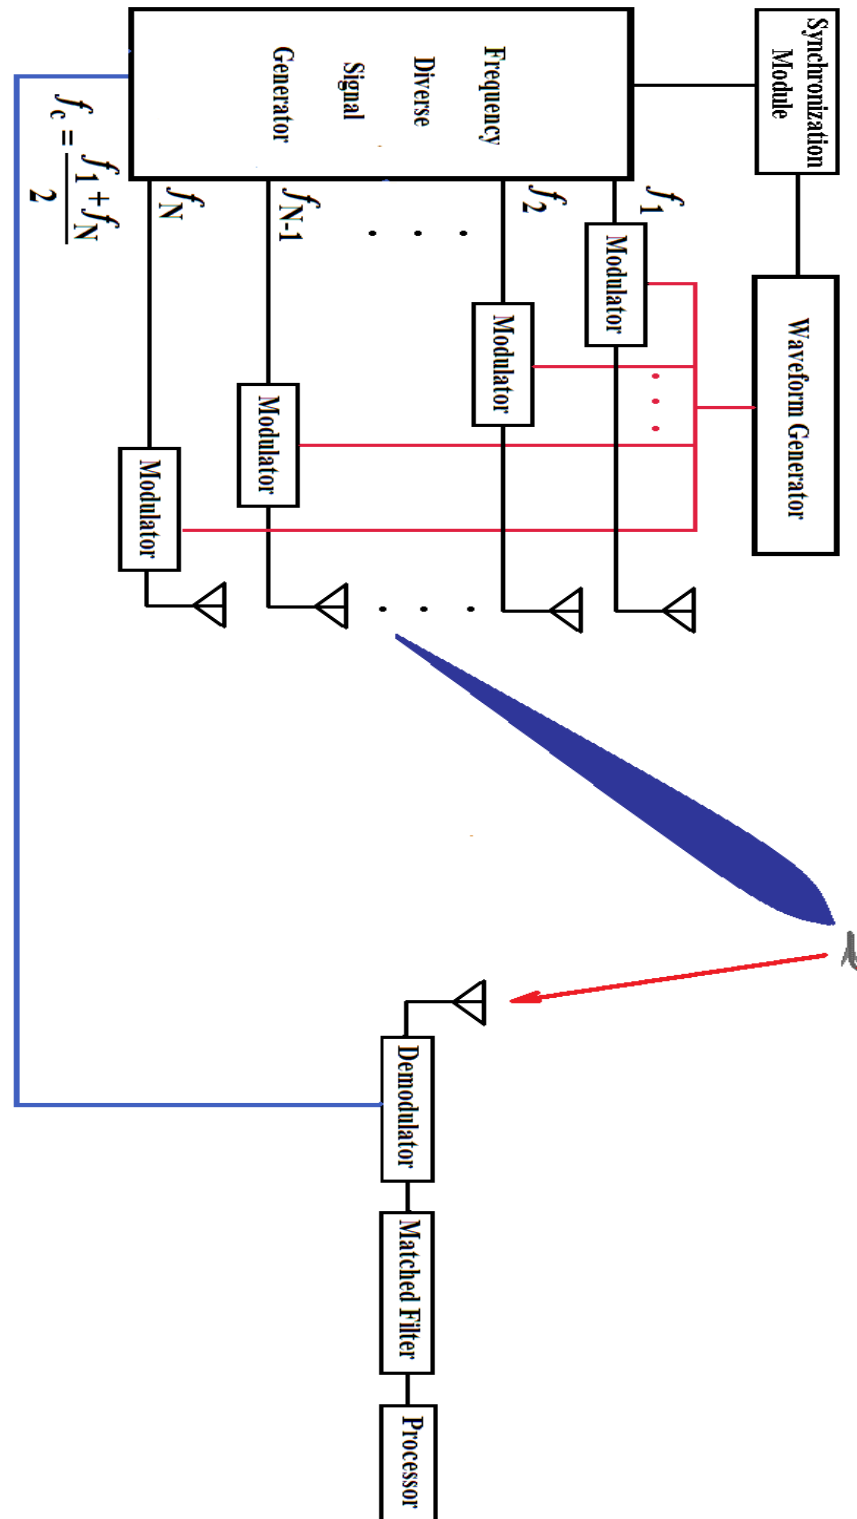 Synchronization
Module
Waveform Generator
Frequency
Diverse
Signal
Generator
f1
f2
. . .
fN-1
fN
fc = f1 + fN / 2
Modulator
Modulator
. . .
Modulator
Modulator
. . .
Demodulator
Matched Filter
Processor